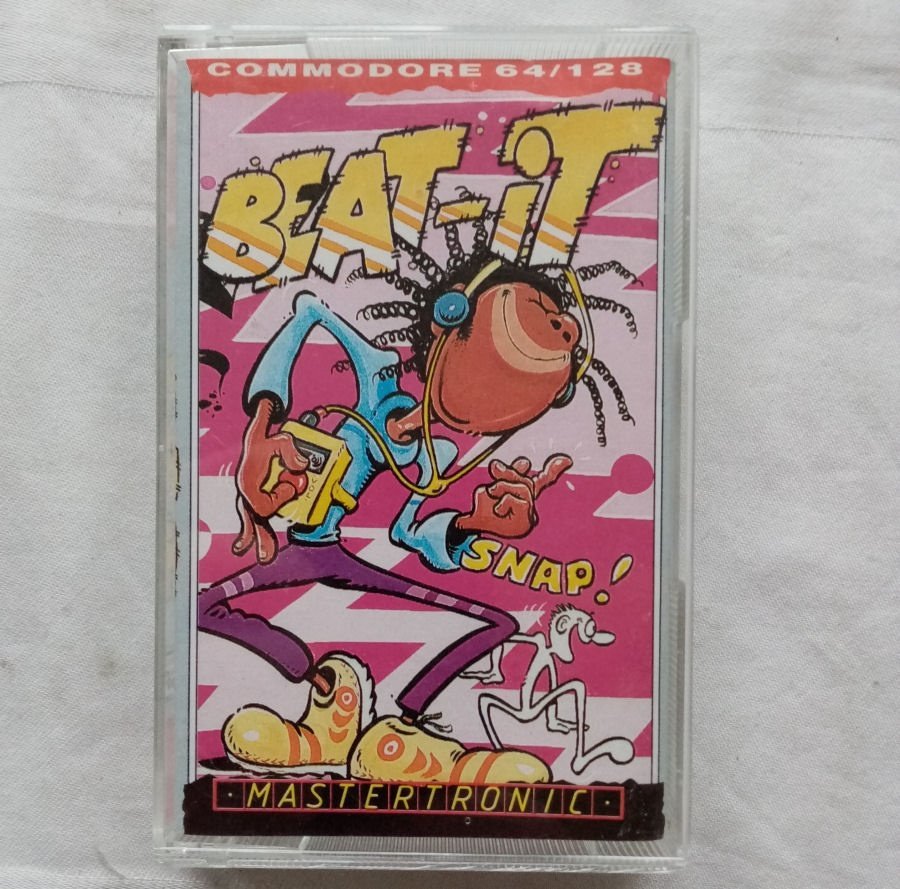 COMMODORE 64/128
BEAT-iT
SNAP!
·MASTERTRONIC·